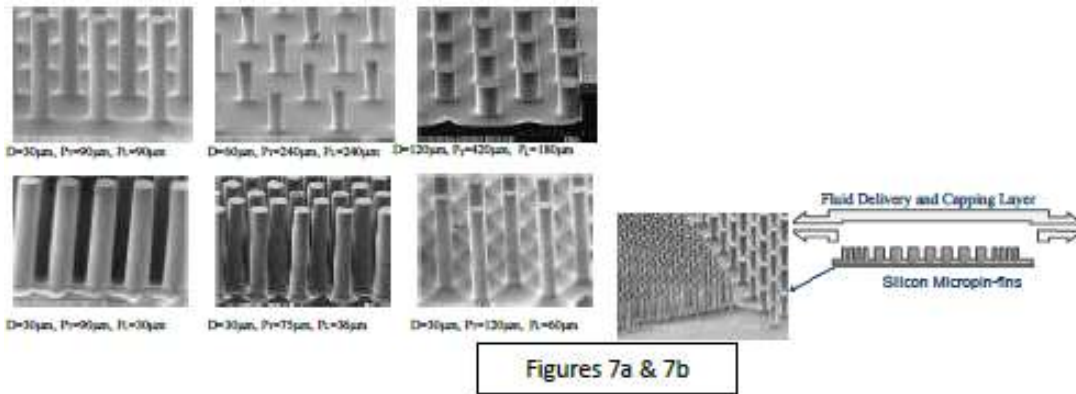 D=30μm, PT=90μm, PL=90μm
D=60μm, PT=240μm, PL=240μm
D=120μm, PT=420μm, PL=180μm
D=30μm, PT=90μm, PL=30μm
D=30μm, PT=75μm, PL=36μm
D=30μm, PT=120μm, PL=60μm
Fluid Delivery and Capping Layer
Silicon Micropin-fins
Figures 7a & 7b